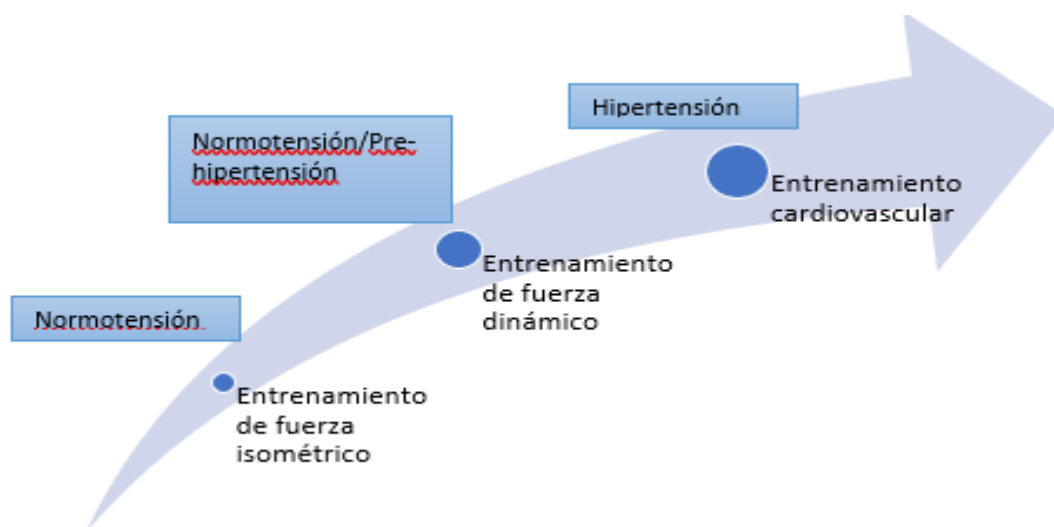 Hipertensión
Normotensión/Pre-
hipertensión
Entrenamiento
cardiovascular
Entrenamiento
de fuerza
dinámico
Normotensión
Entrenamiento
de fuerza
isométrico